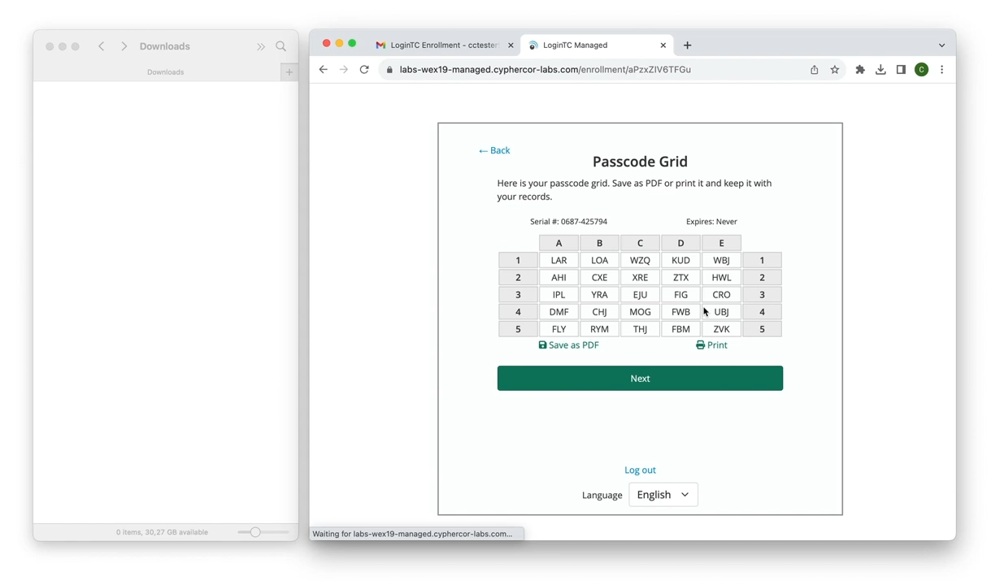 Downloads
Downloads
0 items, 30,27 GB available
LoginTC Enrollment - cctester
LoginTC Managed
labs-wex19-managed.cyphercor-labs.com/enrollment/aPzxZIV6TFGu
C
← Back
Passcode Grid
Here is your passcode grid. Save as PDF or print it and keep it with
your records.
Serial #: 0687-425794 Expires: Never
A B C D E
1 LAR LOA WZQ KUD WBJ 1
2 AHI CXE XRE ZTX HWL 2
3 IPL YRA EJU FIG CRO 3
4 DMF CHJ MOG FWB UBJ 4
5 FLY RYM THJ FBM ZVK 5
Save as PDF Print
Next
Log out
Language English
Waiting for labs-wex19-managed.cyphercor-labs.com...